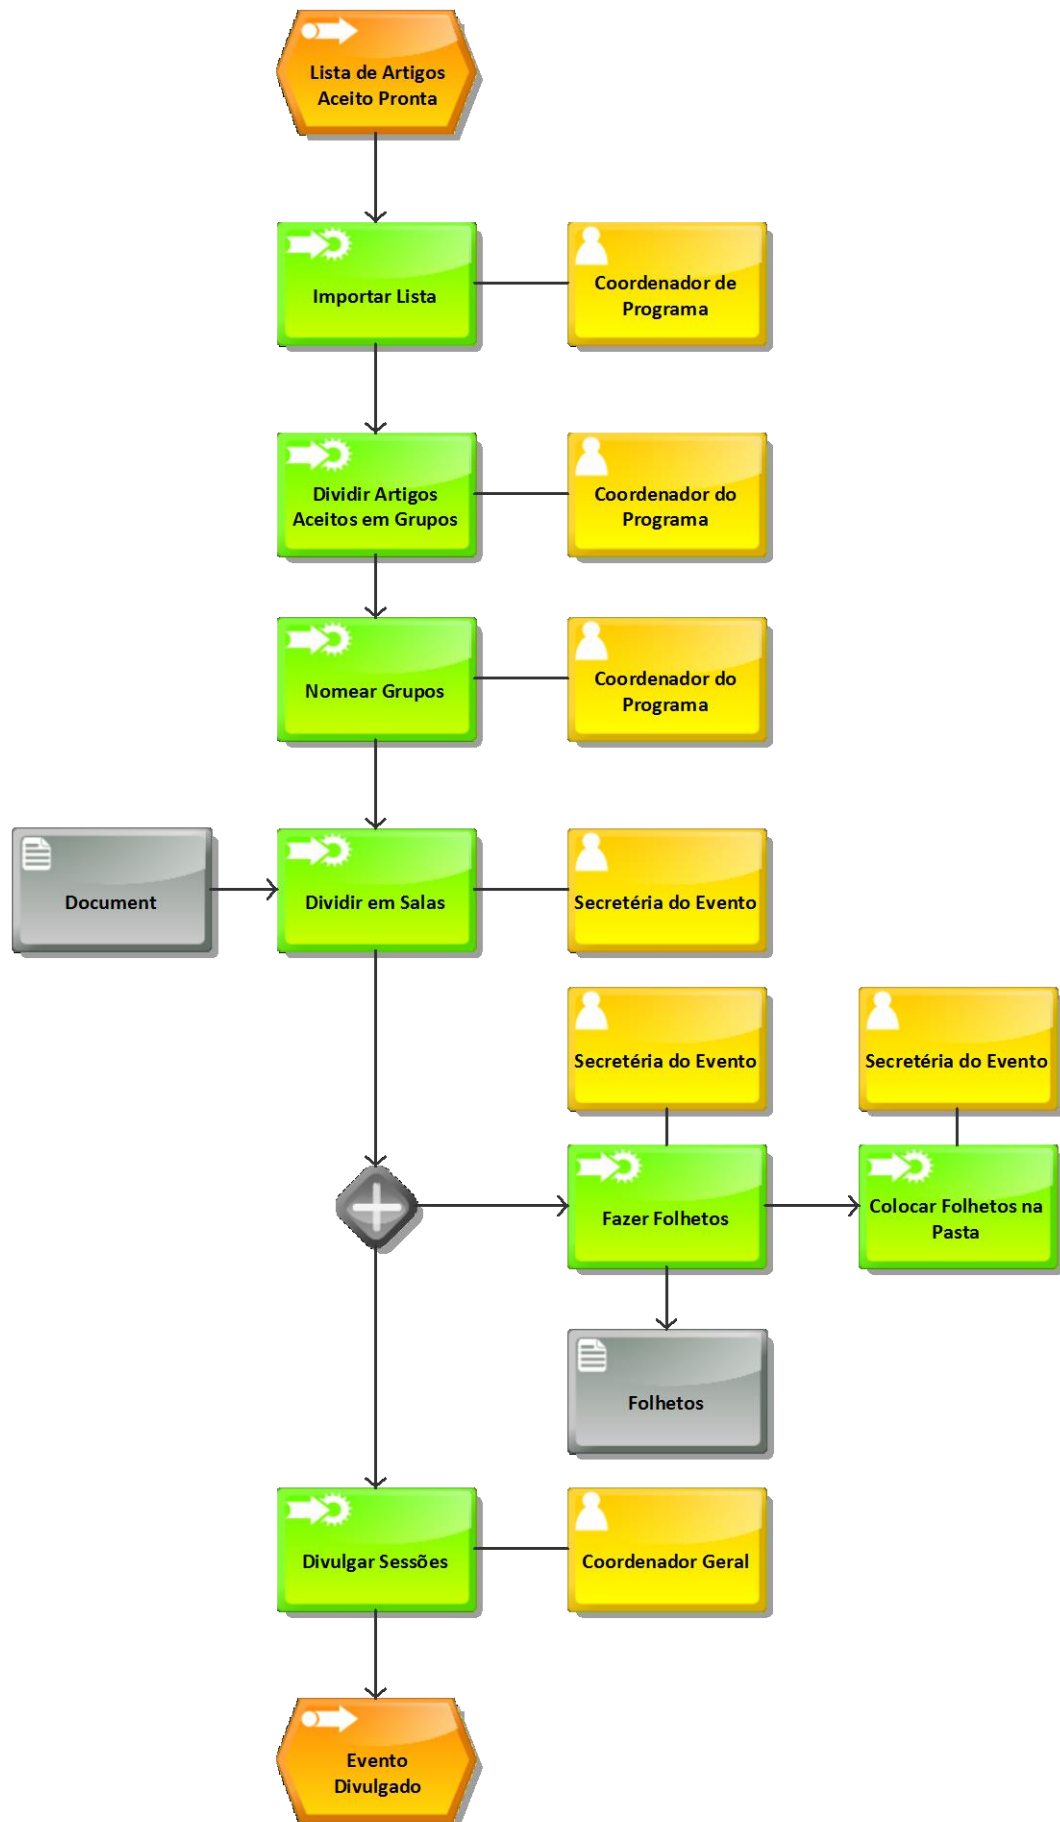 Lista de Artigos
Aceito Pronta
Importar Lista
Coordenador de
Programa
Dividir Artigos
Aceitos em Grupos
Coordenador do
Programa
Nomear Grupos
Coordenador do
Programa
Document
Dividir em Salas
Secretéria do Evento
Secretéria do Evento
Secretéria do Evento
Fazer Folhetos
Colocar Folhetos na
Pasta
Folhetos
Divulgar Sessões
Coordenador Geral
Evento
Divulgado